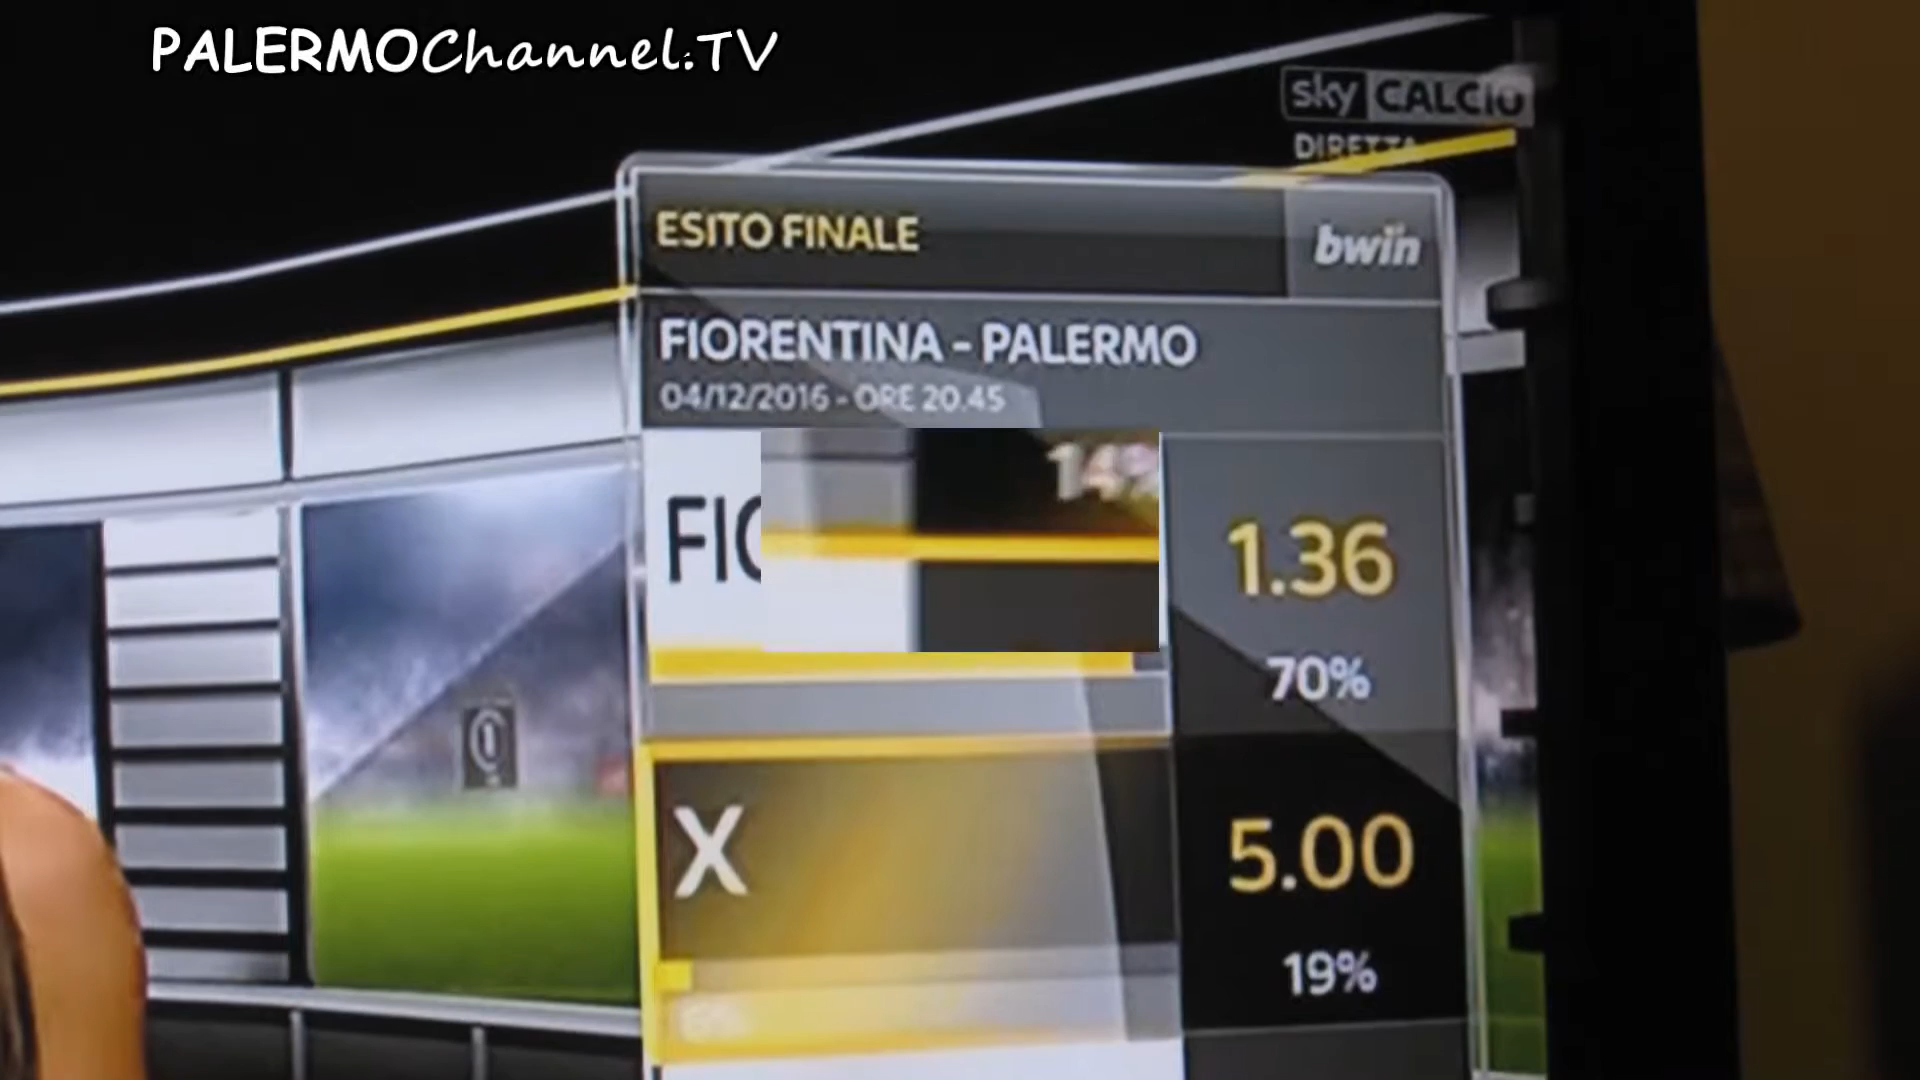 PALERMOChannel.TV
sky CALCIO
DIRETTA
ESITO FINALE
bwin
FIORENTINA - PALERMO
04/12/2016 - ORE 20.45
1.36
70%
X
5.00
19%